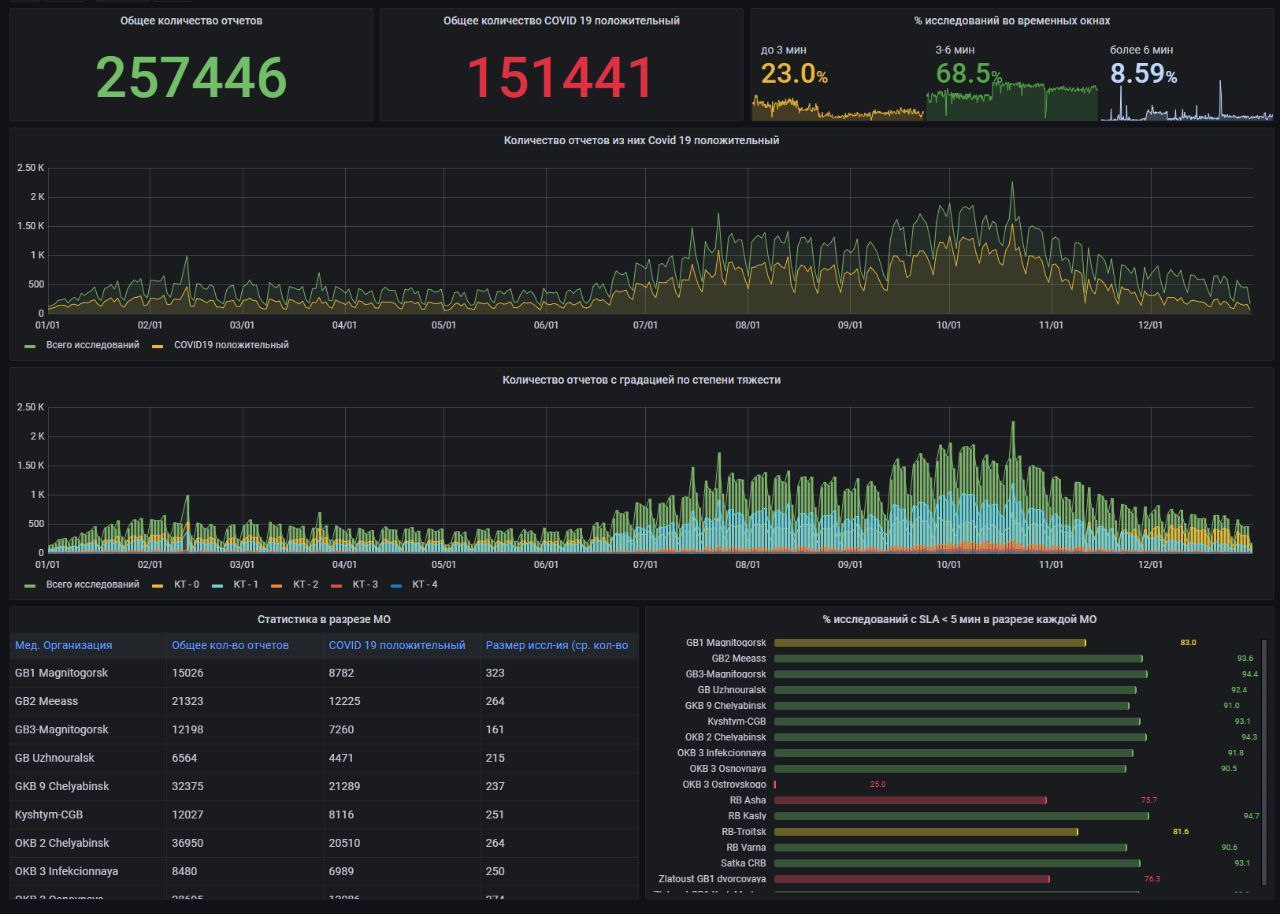 Общее количество отчетов
257446
Общее количество COVID 19 положительный
151441
% исследований во временных окнах
до 3 мин
23.0%
3-6 мин
68.5%
более 6 мин
8.59%
Количество отчетов из них Covid 19 положительный
2.50 K
2 K
1.50 K
1 K
500
0
01/01 02/01 03/01 04/01 05/01 06/01 07/01 08/01 09/01 10/01 11/01 12/01
Всего исследований COVID19 положительный
Количество отчетов с градацией по степени тяжести
2.50 K
2 K
1.50 K
1 K
500
0
01/01 02/01 03/01 04/01 05/01 06/01 07/01 08/01 09/01 10/01 11/01 12/01
Всего исследований КТ - 0 КТ - 1 КТ - 2 КТ - 3 КТ - 4
Статистика в разрезе МО
Мед. Организация Общее кол-во отчетов COVID 19 положительный Размер иссл-ия (ср. кол-во
GB1 Magnitogorsk 15026 8782 323
GB2 Meeass 21323 12225 264
GB3-Magnitogorsk 12198 7260 161
GB Uzhnouralsk 6564 4471 215
GKB 9 Chelyabinsk 32375 21289 237
Kyshtym-CGB 12027 8116 251
OKB 2 Chelyabinsk 36950 20510 264
OKB 3 Infekcionnaya 8480 6989 250
% исследований с SLA < 5 мин в разрезе каждой МО
GB1 Magnitogorsk 83.0
GB2 Meeass 93.6
GB3-Magnitogorsk 94.4
GB Uzhnouralsk 92.4
GKB 9 Chelyabinsk 91.0
Kyshtym-CGB 93.1
OKB 2 Chelyabinsk 94.3
OKB 3 Infekcionnaya 91.8
OKB 3 Osnovnaya 90.5
OKB 3 Ostrovskogo 25.0
RB Asha 75.7
RB Kasly 94.7
RB-Troitsk 81.6
RB Varna 90.6
Satka CRB 93.1
Zlatoust GB1 dvorcovaya 76.3